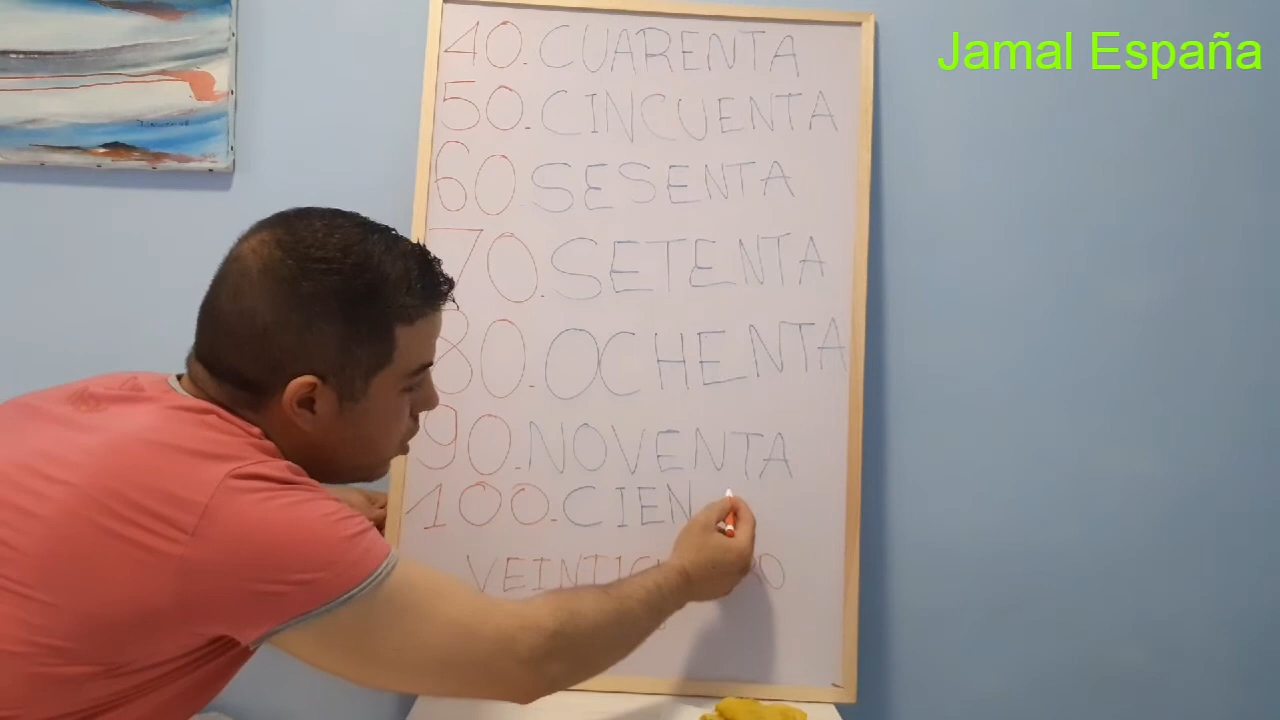 Jamal España
40. CUARENTA
50. CINCUENTA
60. SESENTA
70. SETENTA
80. OCHENTA
90. NOVENTA
100. CIEN